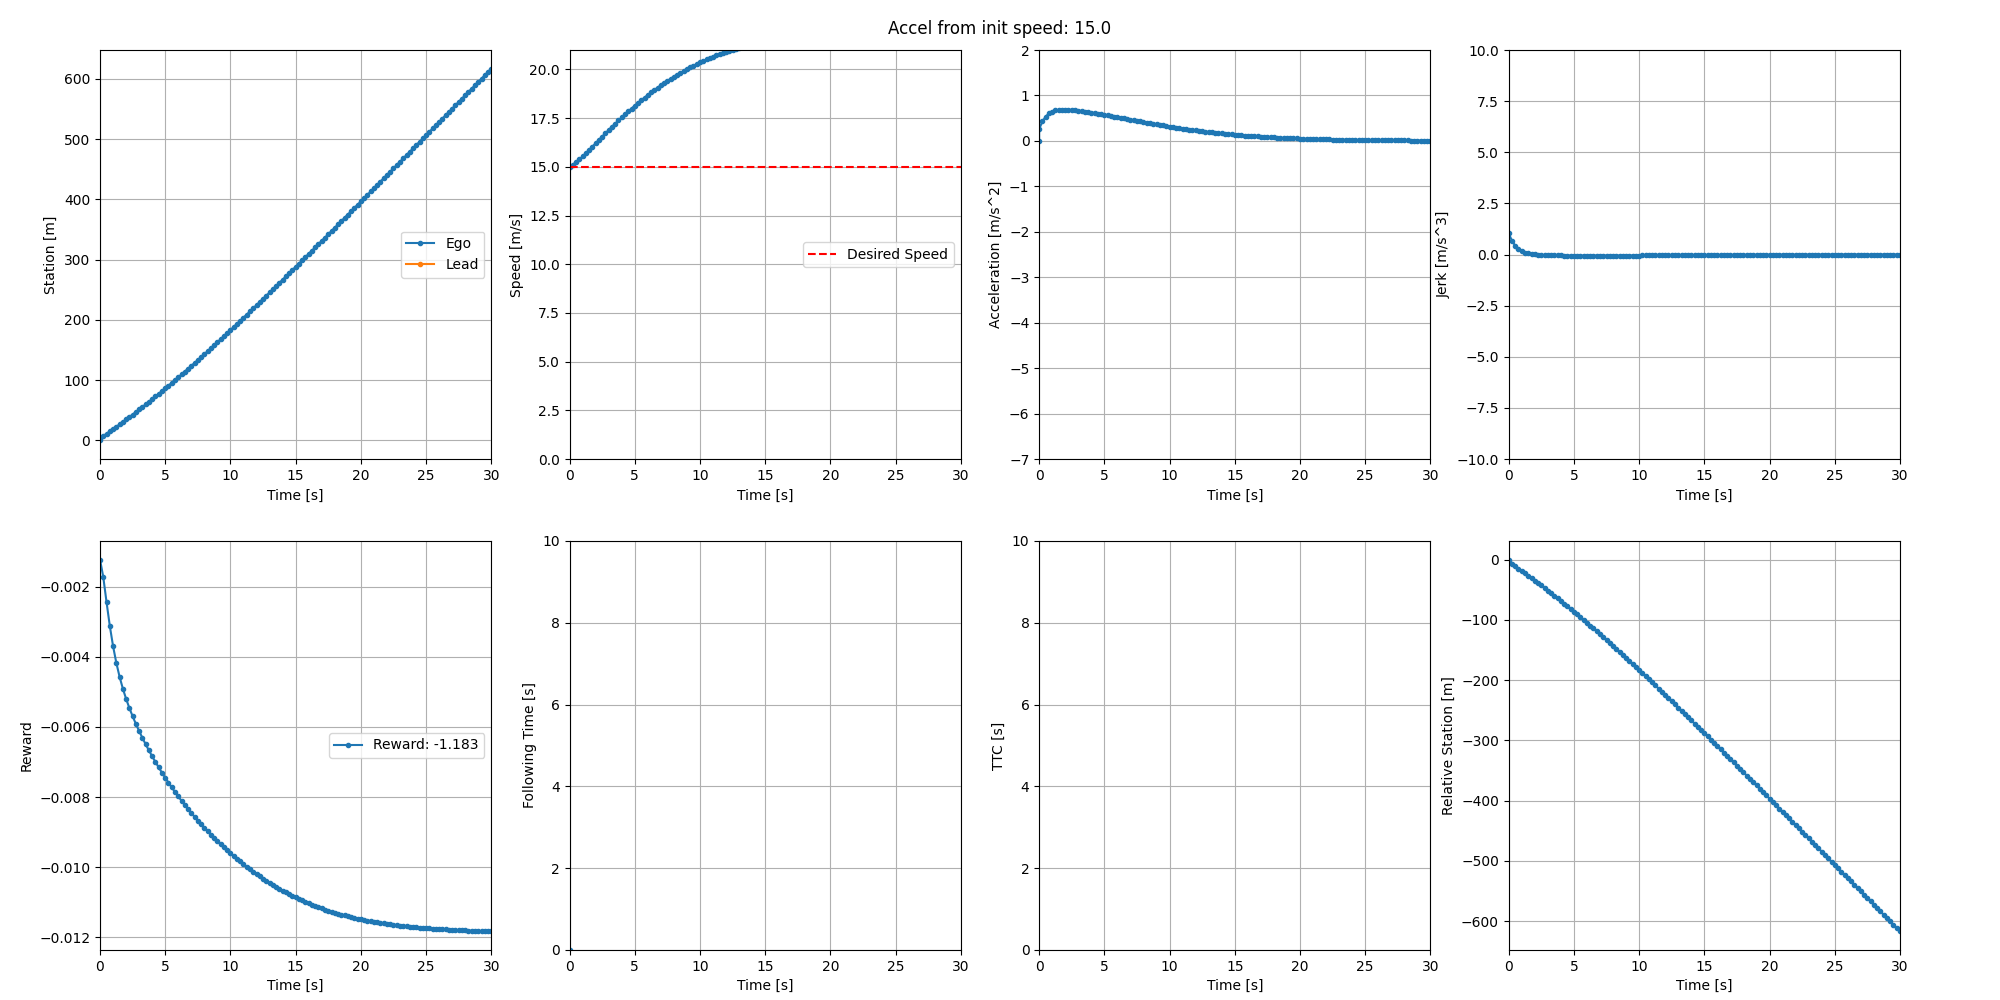 Accel from init speed: 15.0
600
500
400
300
200
100
0
Station [m]
Ego
Lead
0 5 10 15 20 25 30
Time [s]
20.0
17.5
15.0
12.5
10.0
7.5
5.0
2.5
0.0
Speed [m/s]
Desired Speed
0 5 10 15 20 25 30
Time [s]
2
1
0
−1
−2
−3
−4
−5
−6
−7
Acceleration [m/s^2]
0 5 10 15 20 25 30
Time [s]
10.0
7.5
5.0
2.5
0.0
−2.5
−5.0
−7.5
−10.0
Jerk [m/s^3]
0 5 10 15 20 25 30
Time [s]
−0.002
−0.004
−0.006
−0.008
−0.010
−0.012
Reward
Reward: -1.183
0 5 10 15 20 25 30
Time [s]
10
8
6
4
2
0
Following Time [s]
0 5 10 15 20 25 30
Time [s]
10
8
6
4
2
0
TTC [s]
0 5 10 15 20 25 30
Time [s]
0
−100
−200
−300
−400
−500
−600
Relative Station [m]
0 5 10 15 20 25 30
Time [s]